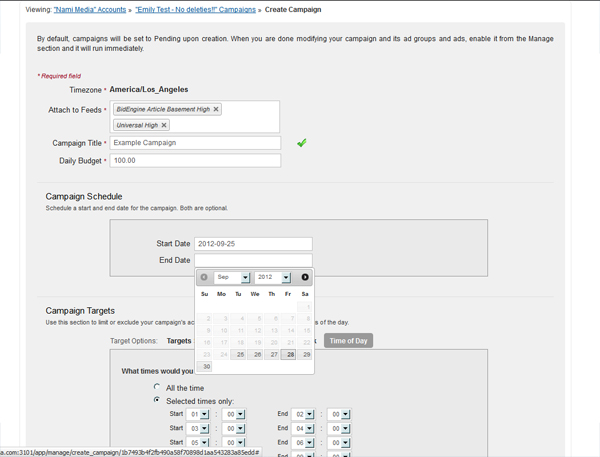 Viewing: "Nami Media" Accounts » "Emily Test - No deleties!!" Campaigns » Create Campaign
By default, campaigns will be set to Pending upon creation. When you are done modifying your campaign and its ad groups and ads, enable it from the Manage
section and it will run immediately.
* Required field
Timezone * America/Los_Angeles
Attach to Feeds * BidEngine Article Basement High ✕
Universal High ✕
Campaign Title * Example Campaign
Daily Budget * 100.00
Campaign Schedule
Schedule a start and end date for the campaign. Both are optional.
Start Date 2012-09-25
End Date
Sep 2012
Su Mo Tu We Th Fr Sa
1
2 3 4 5 6 7 8
9 10 11 12 13 14 15
16 17 18 19 20 21 22
23 24 25 26 27 28 29
30
Campaign Targets
Use this section to limit or exclude your campaign's ac s of the day.
Target Options: Targets Time of Day
What times would you
All the time
Selected times only:
Start 01 : 00 End 02 : 00
Start 03 : 00 End 04 : 00
Start 05 : 00 End 06 : 00
a.com:3101/app/manage/create_campaign/1b7493b4f2fb490a58f70898d1aa543283a85edd#